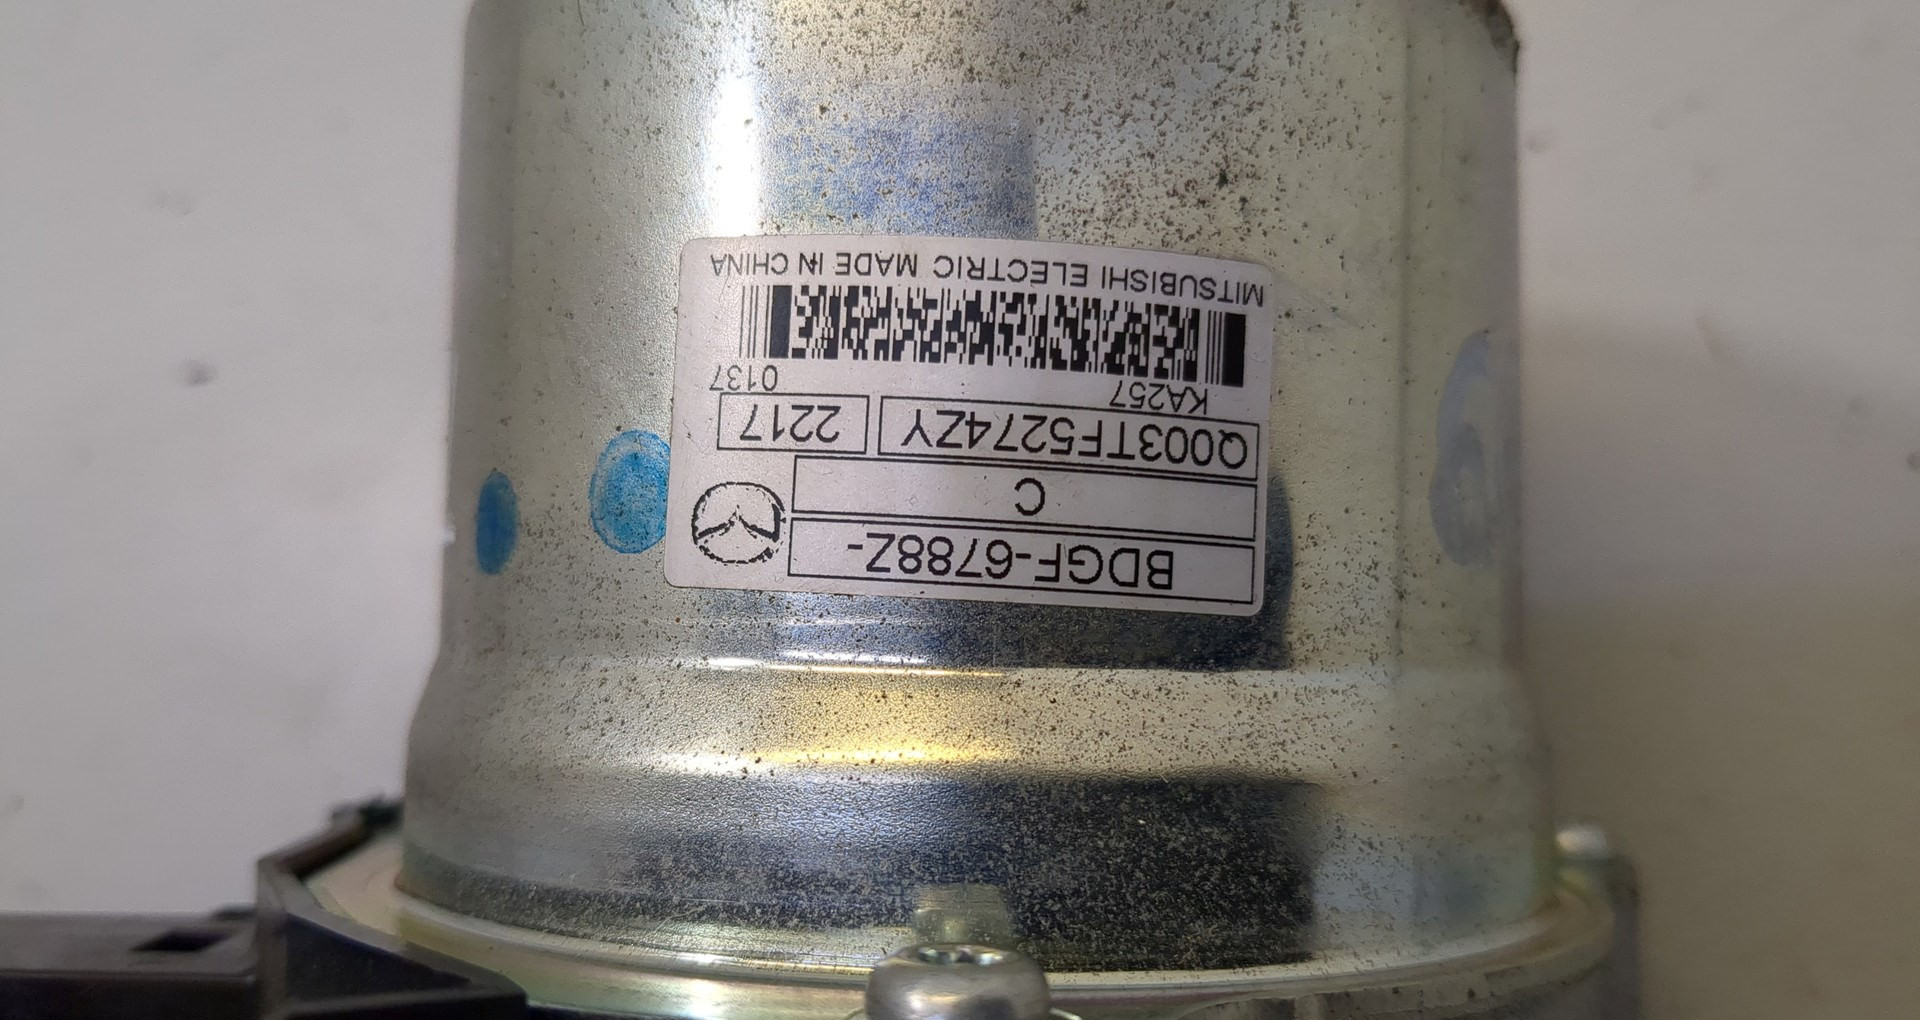 BDGF-6788Z-
C
Q003TF5274ZY 2217
KA257 0137
MITSUBISHI ELECTRIC MADE IN CHINA